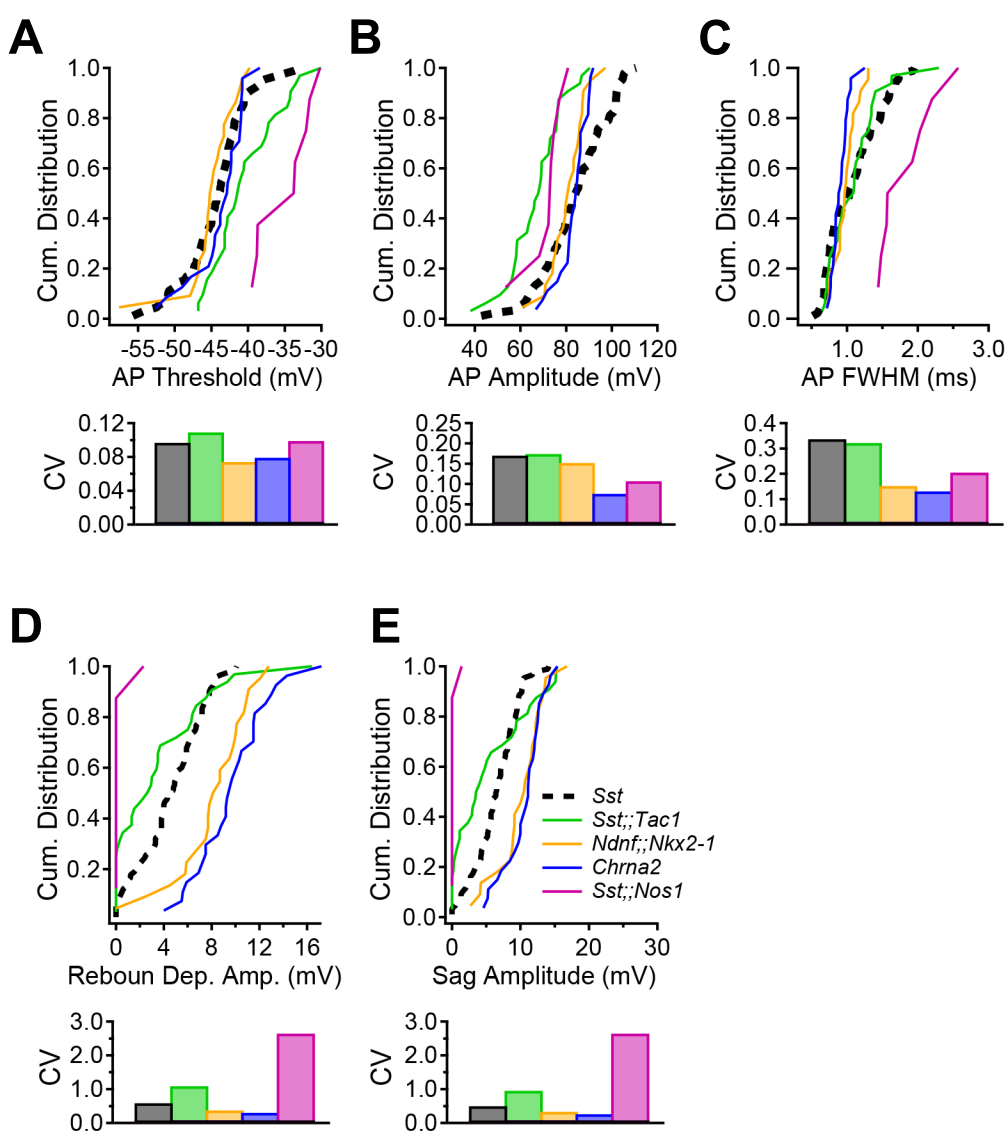 A
Cum. Distribution
1.0
0.8
0.6
0.4
0.2
0.0
-55 -50 -45 -40 -35 -30
AP Threshold (mV)
CV
0.12
0.08
0.04
0.00
B
Cum. Distribution
1.0
0.8
0.6
0.4
0.2
0.0
40 60 80 100 120
AP Amplitude (mV)
CV
0.25
0.20
0.15
0.10
0.05
0.00
C
Cum. Distribution
1.0
0.8
0.6
0.4
0.2
0.0
1.0 2.0 3.0
AP FWHM (ms)
CV
0.4
0.3
0.2
0.1
0.0
D
Cum. Distribution
1.0
0.8
0.6
0.4
0.2
0 4 8 12 16
Reboun Dep. Amp. (mV)
CV
3.0
2.0
1.0
0.0
E
Cum. Distribution
1.0
0.8
0.6
0.4
0.2
0.0
Sst
Sst;;Tac1
Ndnf;;Nkx2-1
Chrna2
Sst;;Nos1
0 10 20 30
Sag Amplitude (mV)
CV
3.0
2.0
1.0
0.0